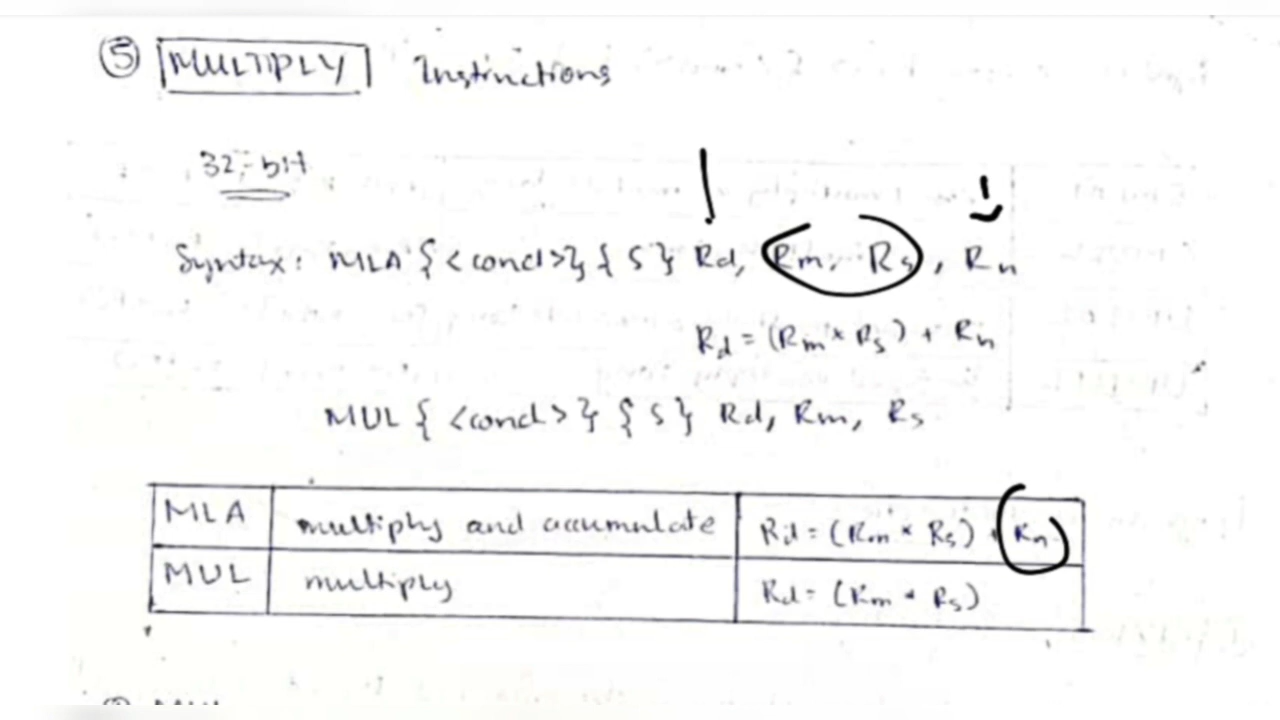 ⑤ MULTIPLY Instructions
32-bit
Syntax: MLA {<cond>} {S} Rd, Rm, Rs, Rn
Rd = (Rm * Rs) + Rn
MUL {<cond>} {S} Rd, Rm, Rs
MLA multiply and accumulate Rd = (Rm * Rs) + Rn
MUL multiply Rd = (Rm * Rs)